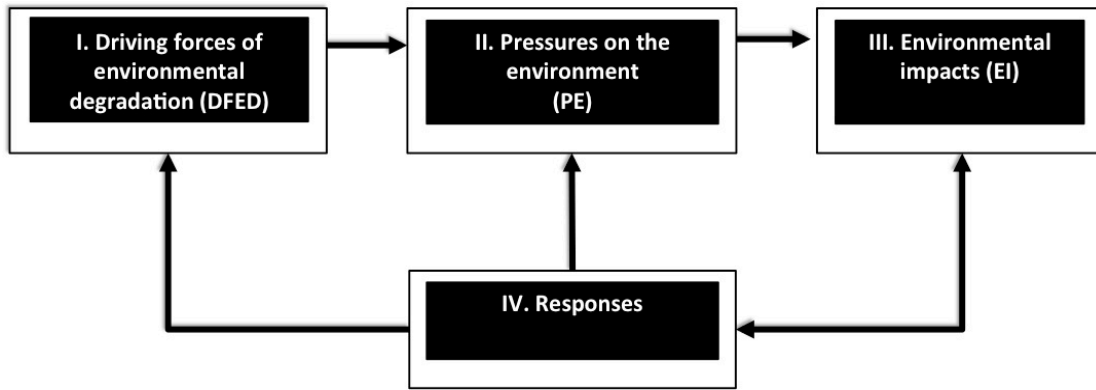 I. Driving forces of
environmental
degradation (DFED)
II. Pressures on the
environment
(PE)
III. Environmental
impacts (EI)
IV. Responses